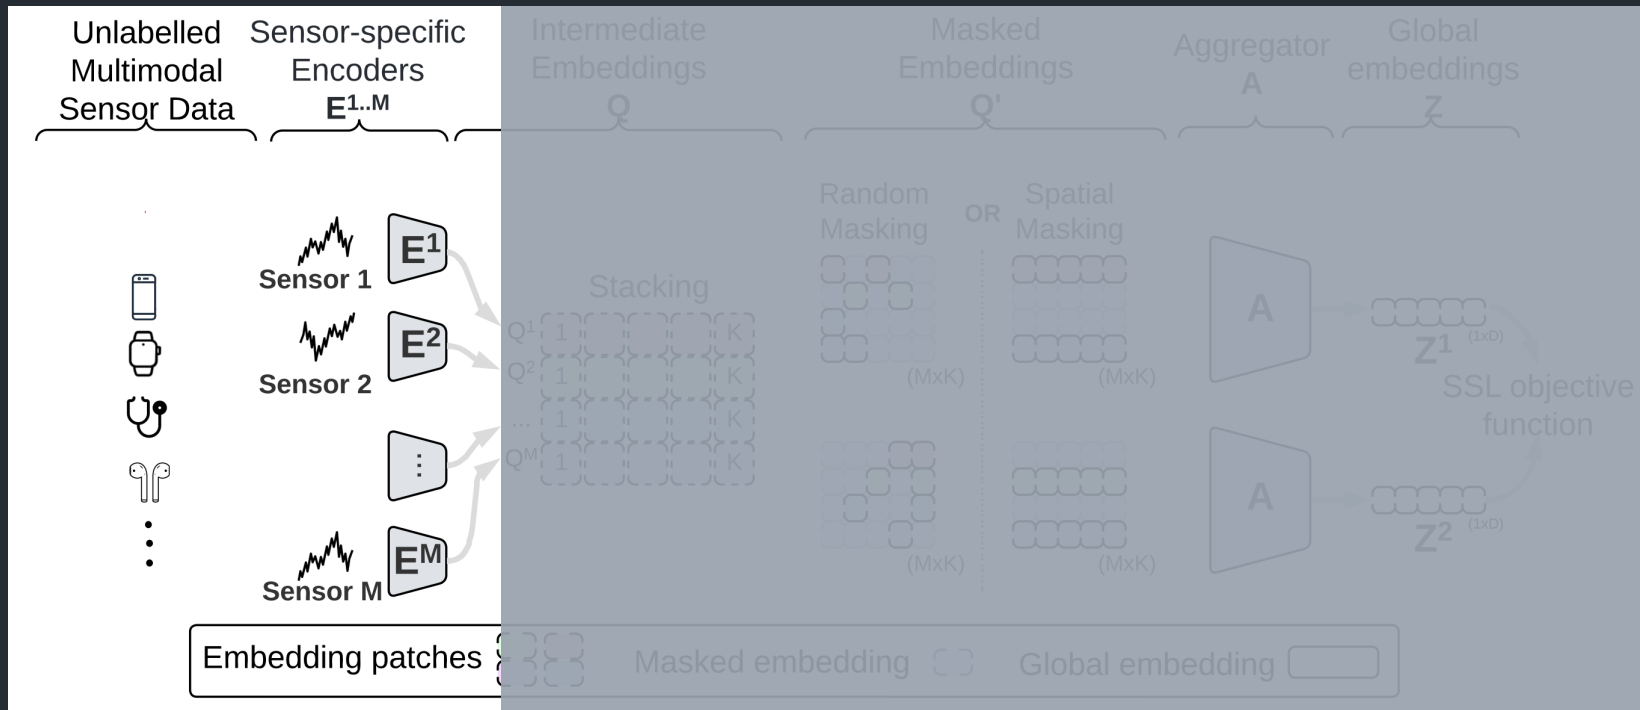 Unlabelled
Multimodal
Sensor Data
Sensor-specific
Encoders
E1..M
Intermediate
Embeddings
Q
Masked
Embeddings
Q'
Aggregator
A
Global
embeddings
Z
Random
Masking
OR
Spatial
Masking
Sensor 1
E1
Sensor 2
E2
...
Sensor M
EM
Stacking
Q1 1 K
Q2 1 K
... 1 K
QM 1 K
(MxK)
(MxK)
(MxK)
(MxK)
A
A
(1xD)
Z1
SSL objective
function
(1xD)
Z2
Embedding patches
Masked embedding
Global embedding